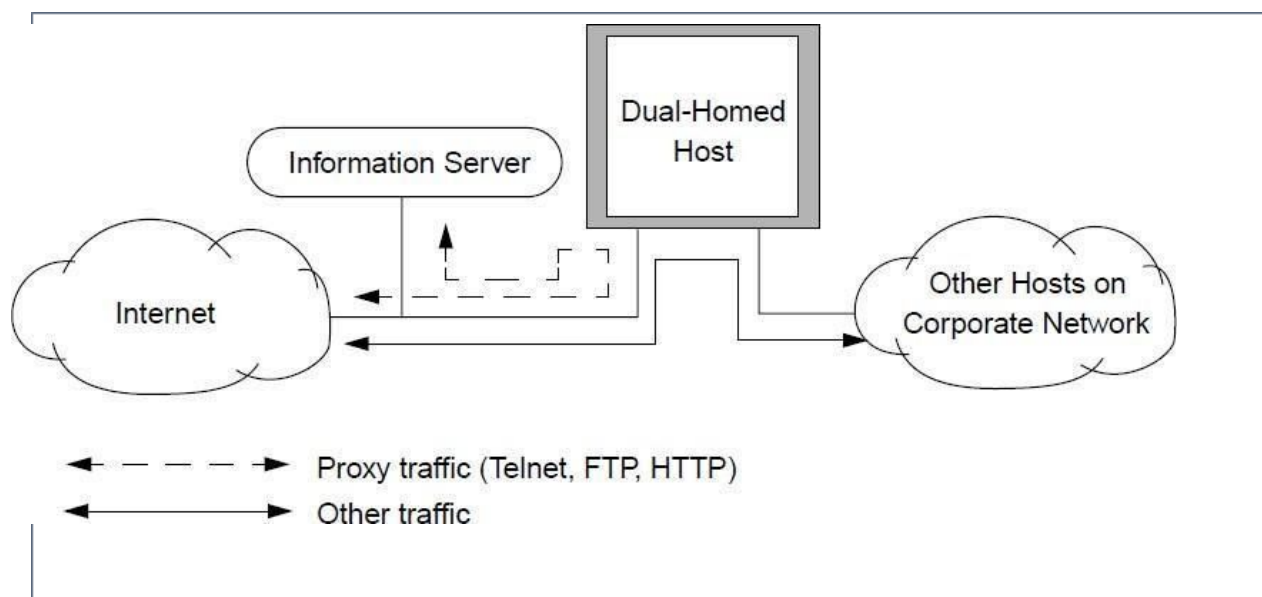 Dual-Homed
Host
Information Server
Internet
Other Hosts on
Corporate Network
Proxy traffic (Telnet, FTP, HTTP)
Other traffic